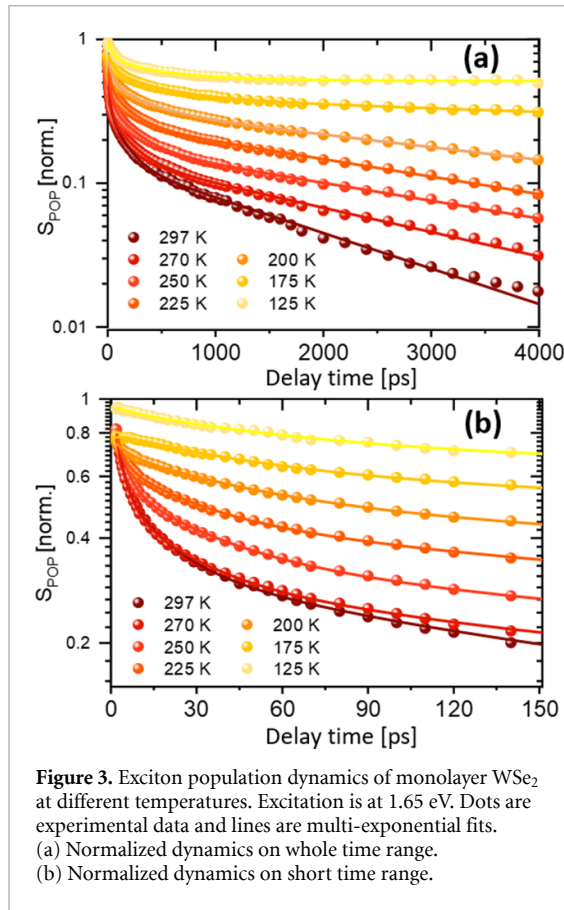 (a)
S_POP [norm.]
1
0.1
0.01
297 K
270 K 200 K
250 K 175 K
225 K 125 K
0 1000 2000 3000 4000
Delay time [ps]
(b)
S_POP [norm.]
1
0.8
0.6
0.4
0.2
297 K
270 K 200 K
250 K 175 K
225 K 125 K
0 30 60 90 120 150
Delay time [ps]
Figure 3. Exciton population dynamics of monolayer WSe₂
at different temperatures. Excitation is at 1.65 eV. Dots are
experimental data and lines are multi-exponential fits.
(a) Normalized dynamics on whole time range.
(b) Normalized dynamics on short time range.